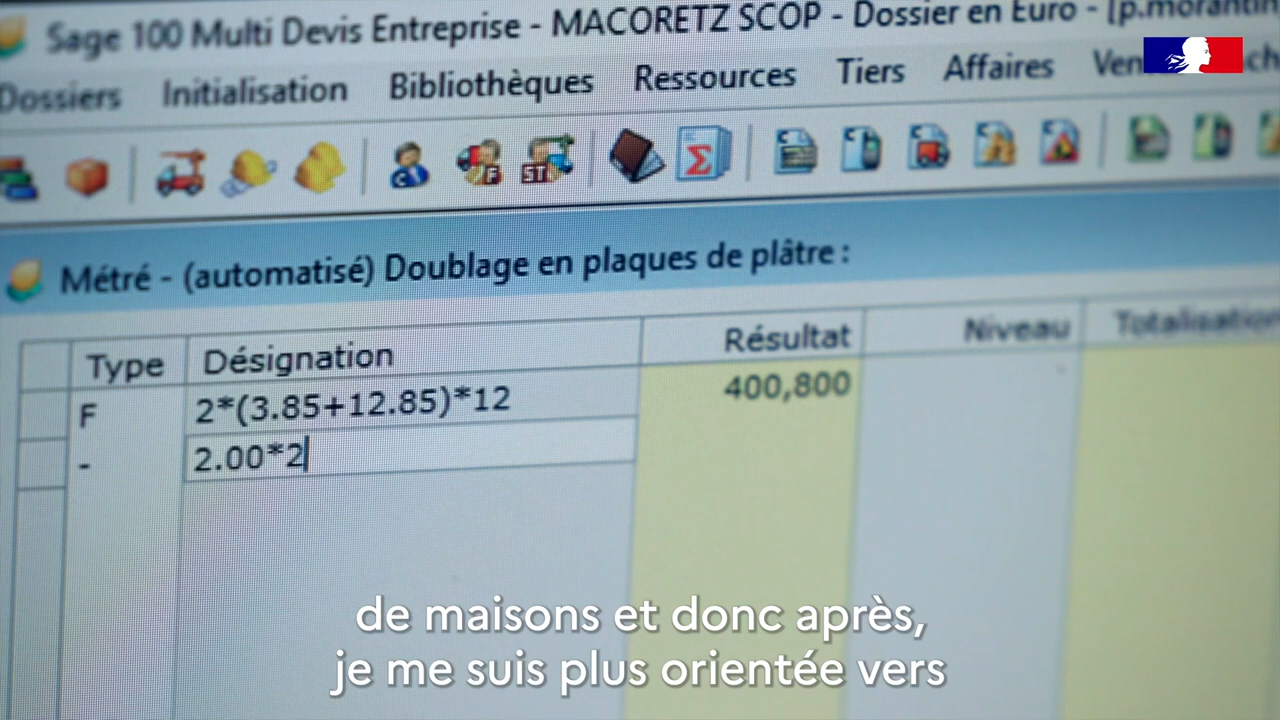 Sage 100 Multi Devis Entreprise - MACORETZ SCOP - Dossier en Euro - [p.morantin
Dossiers Initialisation Bibliothèques Ressources Tiers Affaires Ven
F ST Σ
Métré - (automatisé) Doublage en plaques de plâtre :
Type Désignation Résultat Niveau Totalisation
F 2*(3.85+12.85)*12 400,800
- 2.00*2
de maisons et donc après,
je me suis plus orientée vers